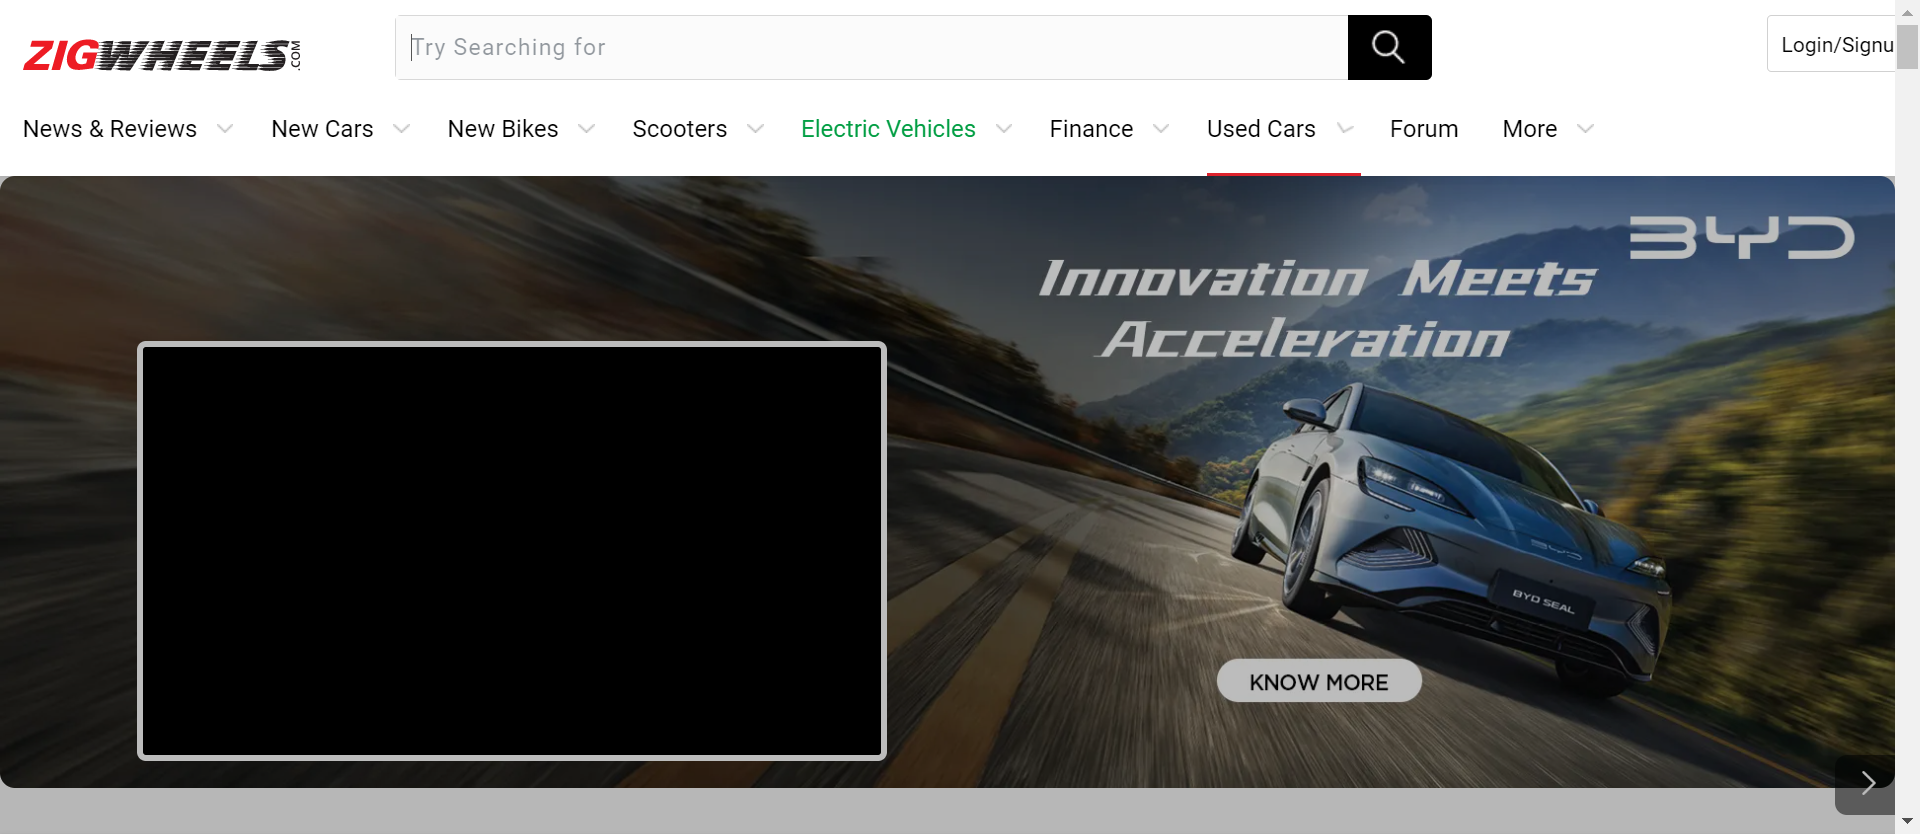 ZIGWHEELS.COM
Try Searching for
Login/Signu
News & Reviews
New Cars
New Bikes
Scooters
Electric Vehicles
Finance
Used Cars
Forum
More
BYD
Innovation Meets
Acceleration
BYD
BYD SEAL
KNOW MORE